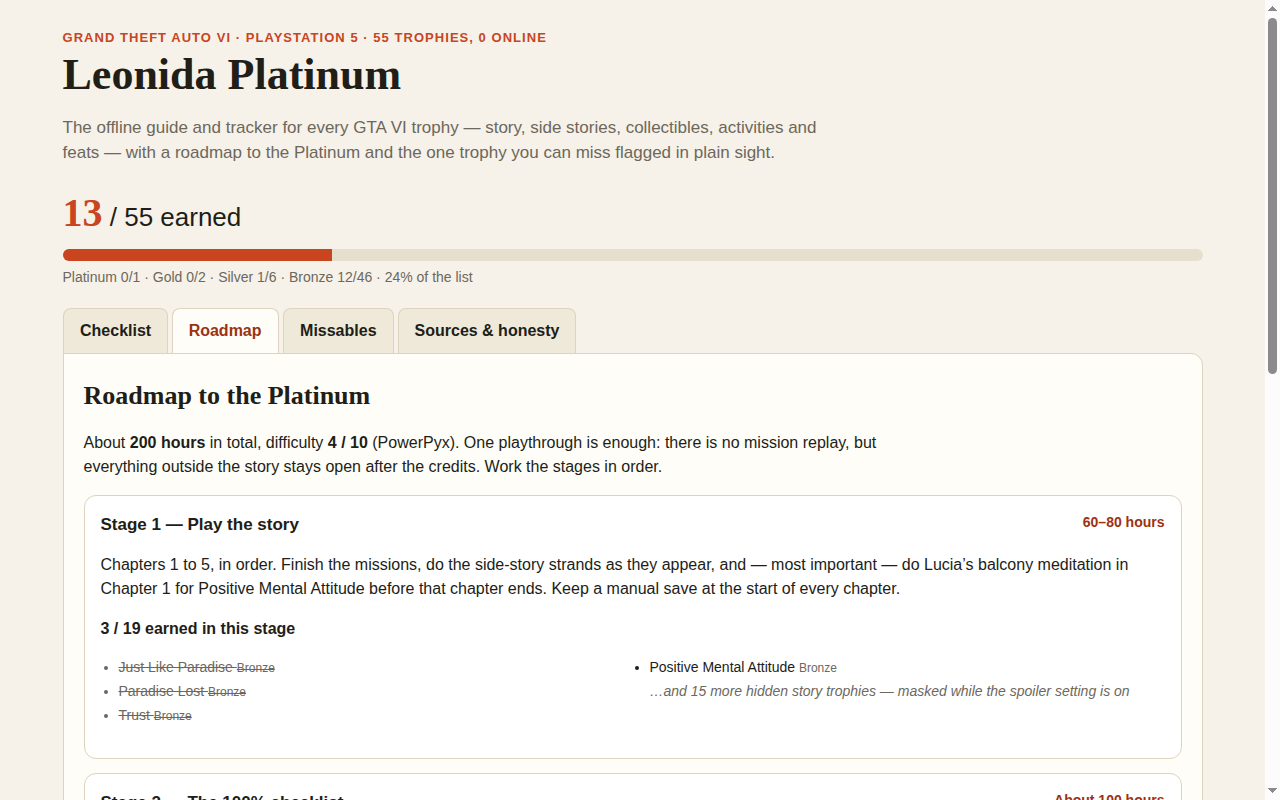 GRAND THEFT AUTO VI · PLAYSTATION 5 · 55 TROPHIES, 0 ONLINE
Leonida Platinum
The offline guide and tracker for every GTA VI trophy — story, side stories, collectibles, activities and
feats — with a roadmap to the Platinum and the one trophy you can miss flagged in plain sight.
13 / 55 earned
Platinum 0/1 · Gold 0/2 · Silver 1/6 · Bronze 12/46 · 24% of the list
Checklist
Roadmap
Missables
Sources & honesty
Roadmap to the Platinum
About 200 hours in total, difficulty 4 / 10 (PowerPyx). One playthrough is enough: there is no mission replay, but
everything outside the story stays open after the credits. Work the stages in order.
Stage 1 — Play the story
60–80 hours
Chapters 1 to 5, in order. Finish the missions, do the side-story strands as they appear, and — most important — do Lucia’s balcony meditation in
Chapter 1 for Positive Mental Attitude before that chapter ends. Keep a manual save at the start of every chapter.
3 / 19 earned in this stage
• Just Like Paradise Bronze
• Paradise Lost Bronze
• Trust Bronze
• Positive Mental Attitude Bronze
…and 15 more hidden story trophies — masked while the spoiler setting is on
Stage 2 — The 100% checklist
About 100 hours